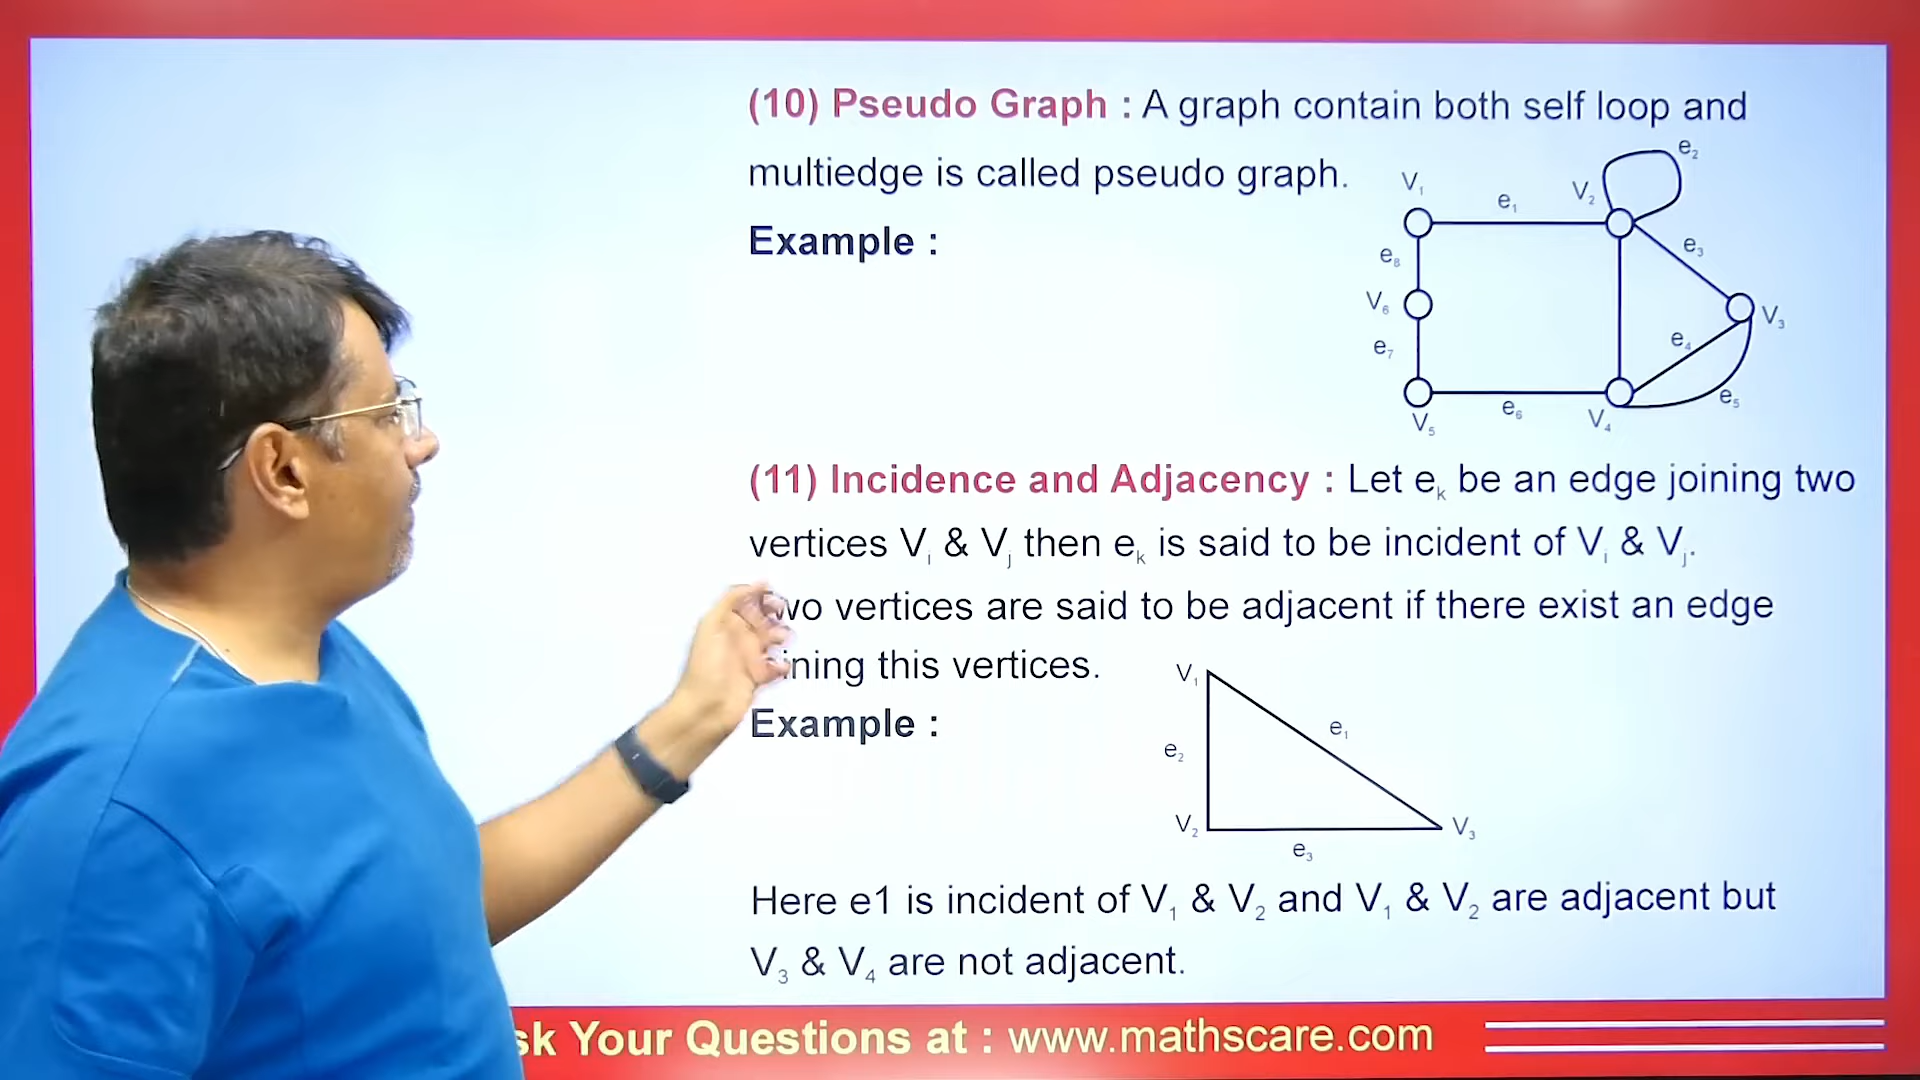 (10) Pseudo Graph : A graph contain both self loop and
multiedge is called pseudo graph.
Example :
e₂
V₁
V₂
e₁
e₃
e₈
V₆
V₃
e₇
e₄
e₅
e₆
V₅
V₄
(11) Incidence and Adjacency : Let eₖ be an edge joining two
vertices Vᵢ & Vⱼ then eₖ is said to be incident of Vᵢ & Vⱼ.
vertices are said to be adjacent if there exist an edge
this vertices.
Example :
V₁
e₁
e₂
V₂
V₃
e₃
Here e1 is incident of V₁ & V₂ and V₁ & V₂ are adjacent but
V₃ & V₄ are not adjacent.
Your Questions at : www.mathscare.com